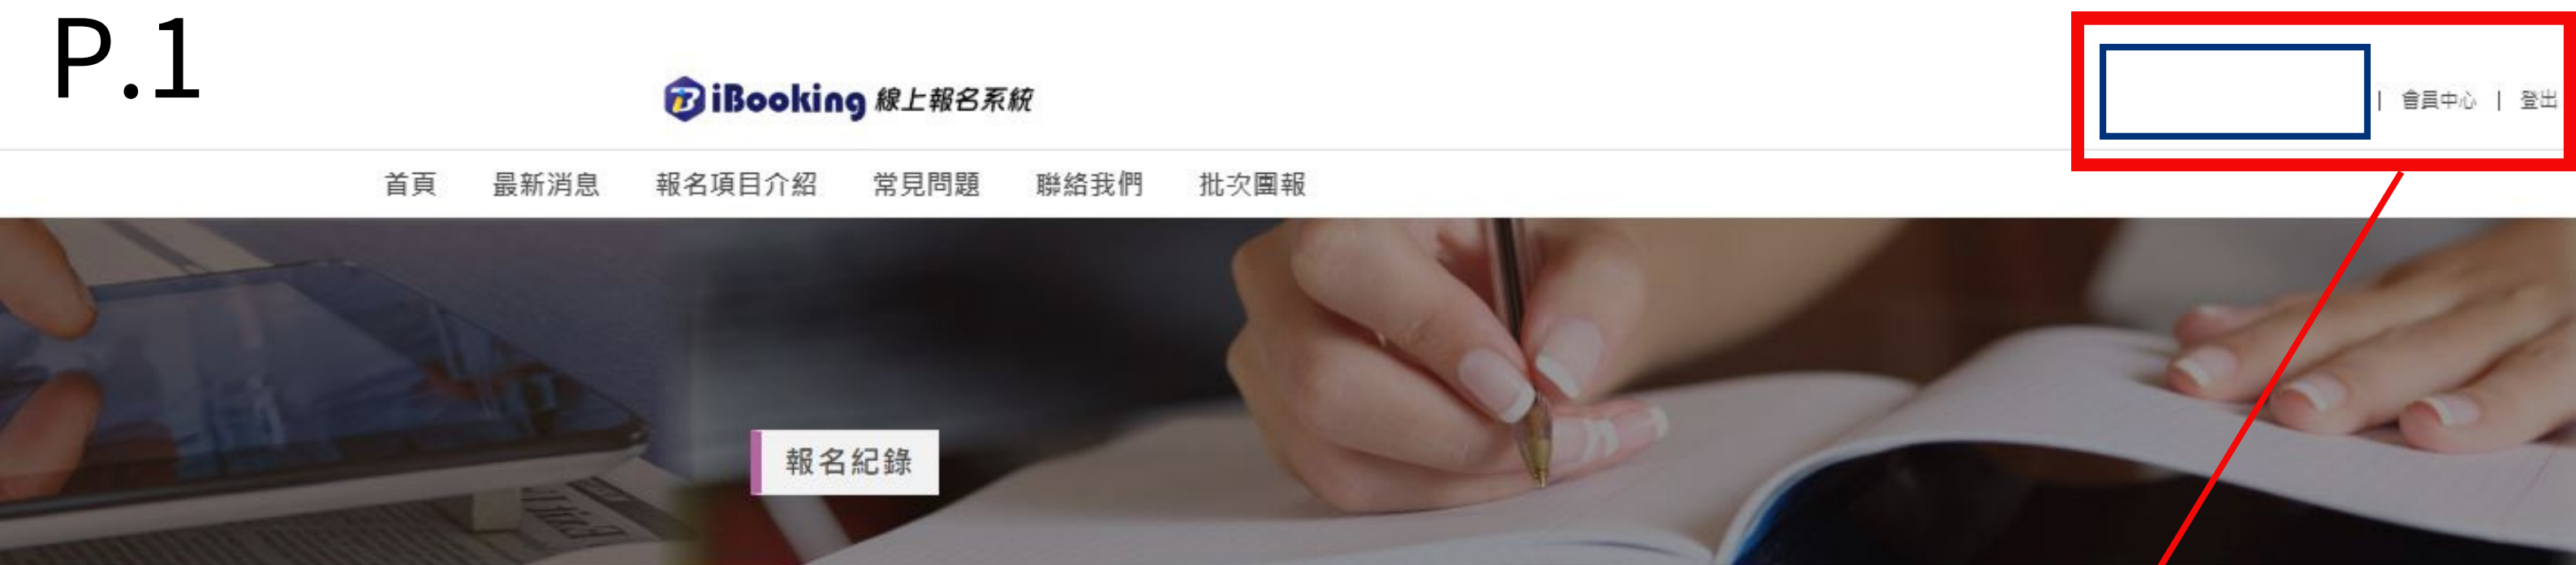 P.1
iBooking 線上報名系統
| 會員中心 | 登出
首頁 最新消息 報名項目介紹 常見問題 聯絡我們 批次團報
報名紀錄